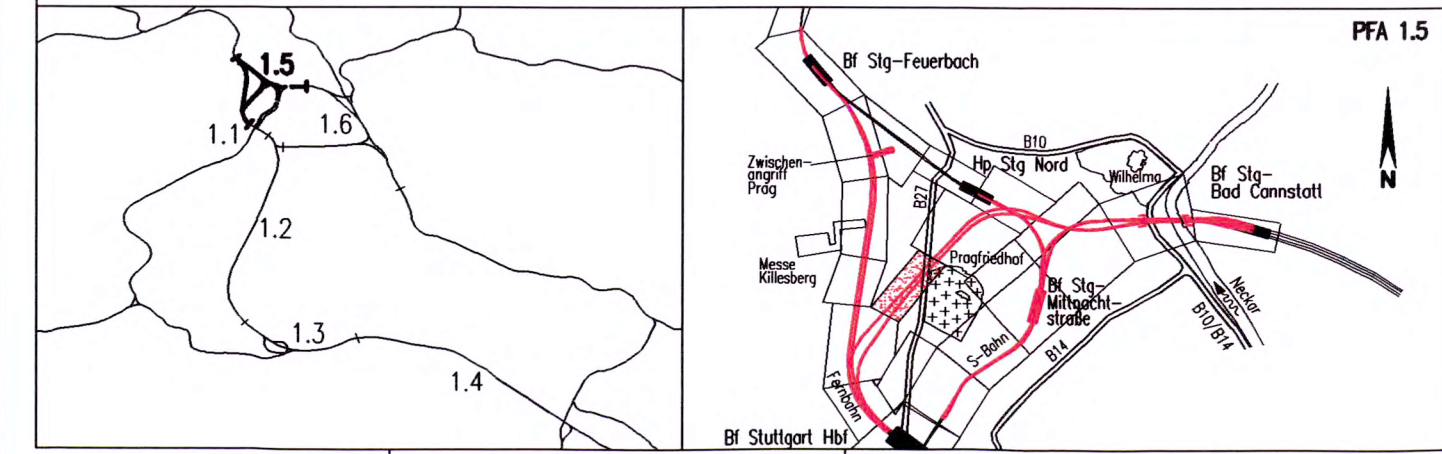 1.5
1.1
1.6
1.2
1.3
1.4
PFA 1.5
Bf Stg-Feuerbach
B10
Zwischen-
angriff
Prag
Hp Stg Nord
Wilhelma
Bf Stg-
Bad Cannstatt
N
B27
Messe
Killesberg
Pragfriedhof
Bf Stg-
Mittnacht-
straße
Neckar
B10/B14
S-Bahn
B14
Fernbahn
Bf Stuttgart Hbf